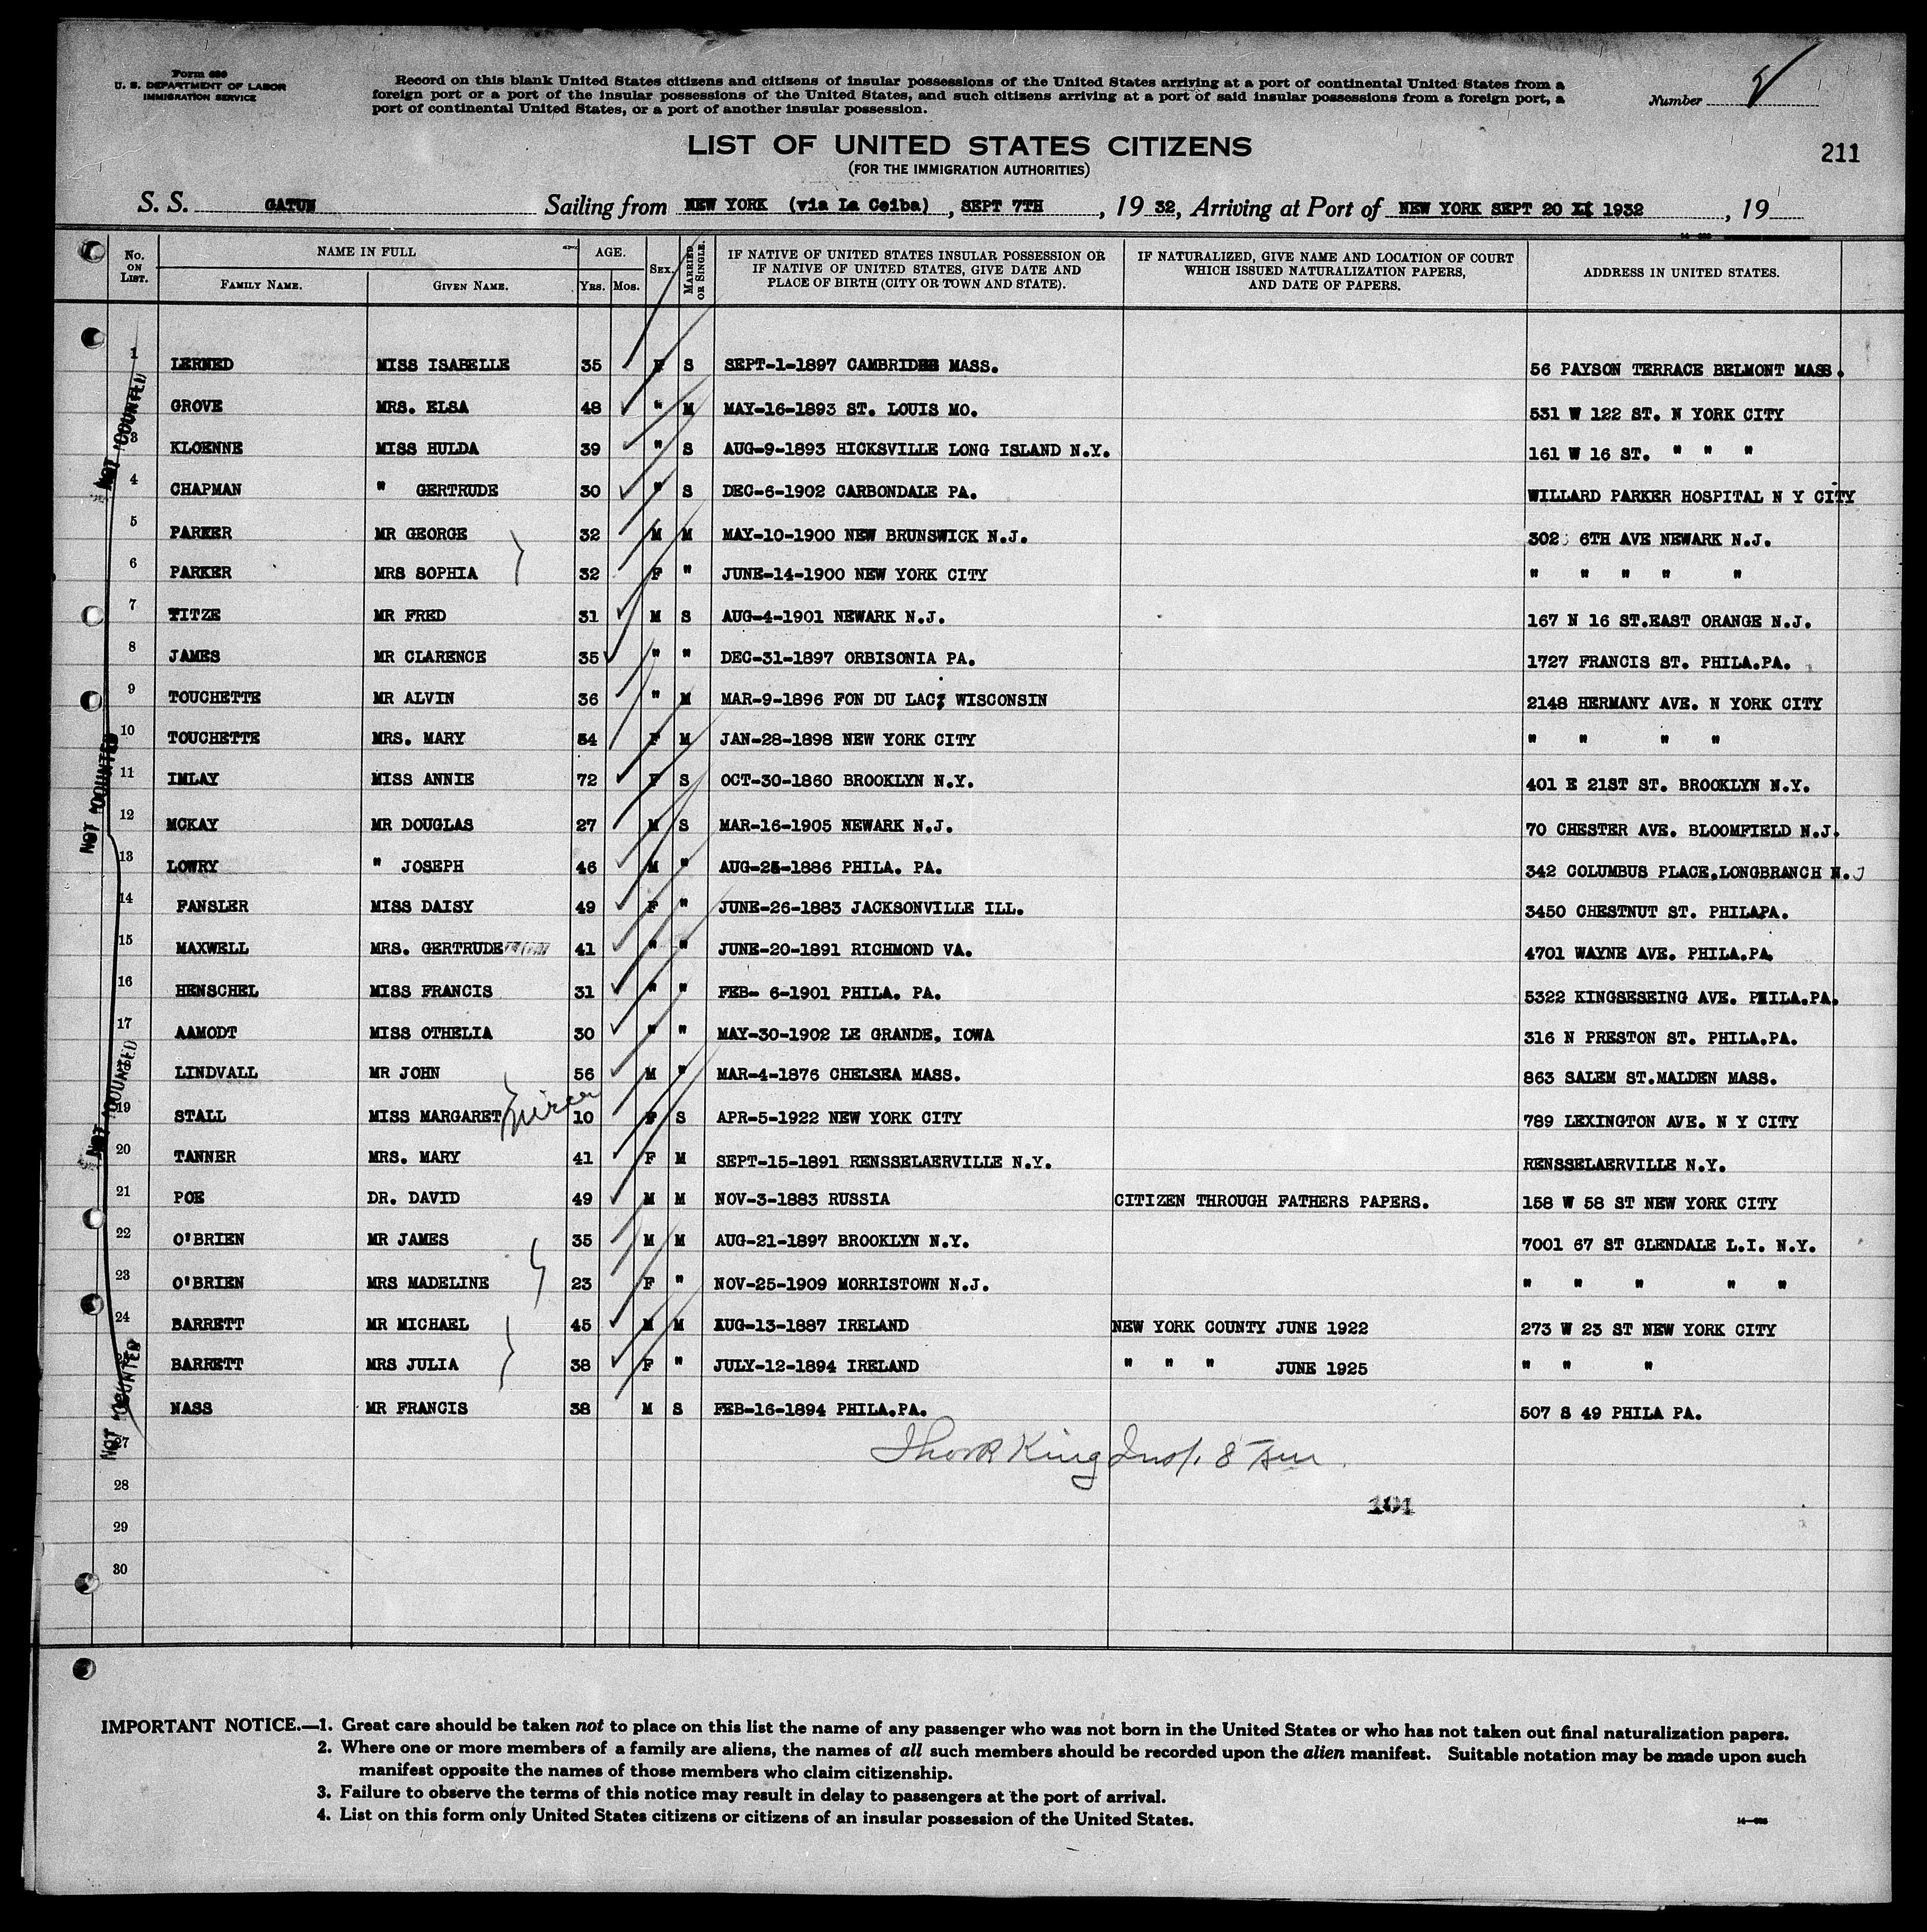 Form 630
U. S. DEPARTMENT OF LABOR
IMMIGRATION SERVICE
Record on this blank United States citizens and citizens of insular possessions of the United States arriving at a port of continental United States from a
foreign port or a port of the insular possessions of the United States, and such citizens arriving at a port of said insular possessions from a foreign port, a
port of continental United States, or a port of another insular possession.
Number
LIST OF UNITED STATES CITIZENS
(FOR THE IMMIGRATION AUTHORITIES)
211
S. S. GATUN Sailing from NEW YORK (via La Ceiba), SEPT 7TH, 19 32, Arriving at Port of NEW YORK SEPT 20 1932, 19
No. ON LIST. NAME IN FULL AGE. SEX. MARRIED OR SINGLE. IF NATIVE OF UNITED STATES INSULAR POSSESSION OR IF NATIVE OF UNITED STATES, GIVE DATE AND PLACE OF BIRTH (CITY OR TOWN AND STATE). IF NATURALIZED, GIVE NAME AND LOCATION OF COURT WHICH ISSUED NATURALIZATION PAPERS, AND DATE OF PAPERS. ADDRESS IN UNITED STATES.
FAMILY NAME. GIVEN NAME. YRS. MOS.
1 LERNED MISS ISABELLE 35 F S SEPT-1-1897 CAMBRIDGE MASS. 56 PAYSON TERRACE BELMONT MASS.
GROVE MRS. ELSA 48 " M MAY-16-1893 ST. LOUIS MO. 531 W 122 ST. N YORK CITY
3 KLOENNE MISS HULDA 39 " S AUG-9-1893 HICKSVILLE LONG ISLAND N.Y. 161 W 16 ST. " " "
4 CHAPMAN " GERTRUDE 30 " S DEC-6-1902 CARBONDALE PA. WILLARD PARKER HOSPITAL N Y CITY
5 PARKER MR GEORGE 32 M M MAY-10-1900 NEW BRUNSWICK N.J. 302 6TH AVE NEWARK N.J.
6 PARKER MRS SOPHIA 32 F " JUNE-14-1900 NEW YORK CITY " " " " "
7 TITZE MR FRED 31 M S AUG-4-1901 NEWARK N.J. 167 N 16 ST.EAST ORANGE N.J.
8 JAMES MR CLARENCE 35 " " DEC-31-1897 ORBISONIA PA. 1727 FRANCIS ST. PHILA.PA.
9 TOUCHETTE MR ALVIN 36 " M MAR-9-1896 FON DU LAC, WISCONSIN 2148 HERMANY AVE. N YORK CITY
10 TOUCHETTE MRS. MARY 34 F M JAN-28-1898 NEW YORK CITY " " " "
11 IMLAY MISS ANNIE 72 F S OCT-30-1860 BROOKLYN N.Y. 401 E 21ST ST. BROOKLYN N.Y.
12 MCKAY MR DOUGLAS 27 M S MAR-16-1905 NEWARK N.J. 70 CHESTER AVE. BLOOMFIELD N.J.
13 LOWRY " JOSEPH 46 M " AUG-25-1886 PHILA. PA. 342 COLUMBUS PLACE,LONGBRANCH N.J
14 FANSLER MISS DAISY 49 F " JUNE-26-1883 JACKSONVILLE ILL. 3450 CHESTNUT ST. PHILAPA.
15 MAXWELL MRS. GERTRUDE 41 " " JUNE-20-1891 RICHMOND VA. 4701 WAYNE AVE. PHILA.PA.
16 HENSCHEL MISS FRANCIS 31 " " FEB- 6-1901 PHILA. PA. 5322 KINGSESEING AVE. PHILA.PA.
17 AAMODT MISS OTHELIA 30 " " MAY-30-1902 LE GRANDE, IOWA 316 N PRESTON ST. PHILA.PA.
LINDVALL MR JOHN 56 M " MAR-4-1876 CHELSEA MASS. 863 SALEM ST.MALDEN MASS.
19 STALL MISS MARGARET 10 F S APR-5-1922 NEW YORK CITY 789 LEXINGTON AVE. N Y CITY
20 TANNER MRS. MARY 41 F M SEPT-15-1891 RENSSELAERVILLE N.Y. RENSSELAERVILLE N.Y.
21 POE DR. DAVID 49 M M NOV-3-1883 RUSSIA CITIZEN THROUGH FATHERS PAPERS. 158 W 58 ST NEW YORK CITY
22 O'BRIEN MR JAMES 35 M M AUG-21-1897 BROOKLYN N.Y. 7001 67 ST GLENDALE L.I. N.Y.
23 O'BRIEN MRS MADELINE 23 F " NOV-25-1909 MORRISTOWN N.J. " " " " "
24 BARRETT MR MICHAEL 45 M M AUG-13-1887 IRELAND NEW YORK COUNTY JUNE 1922 273 W 23 ST NEW YORK CITY
BARRETT MRS JULIA 38 F " JULY-12-1894 IRELAND " " " JUNE 1925 " " "
NASS MR FRANCIS 38 M S FEB-16-1894 PHILA.PA. 507 S 49 PHILA PA.
27
28
29
30
niece
King Insp.
101
NOT COUNTED
NOT COUNTED
NOT COUNTED
NOT COUNTED
IMPORTANT NOTICE.—1. Great care should be taken not to place on this list the name of any passenger who was not born in the United States or who has not taken out final naturalization papers.
2. Where one or more members of a family are aliens, the names of all such members should be recorded upon the alien manifest. Suitable notation may be made upon such
manifest opposite the names of those members who claim citizenship.
3. Failure to observe the terms of this notice may result in delay to passengers at the port of arrival.
4. List on this form only United States citizens or citizens of an insular possession of the United States.